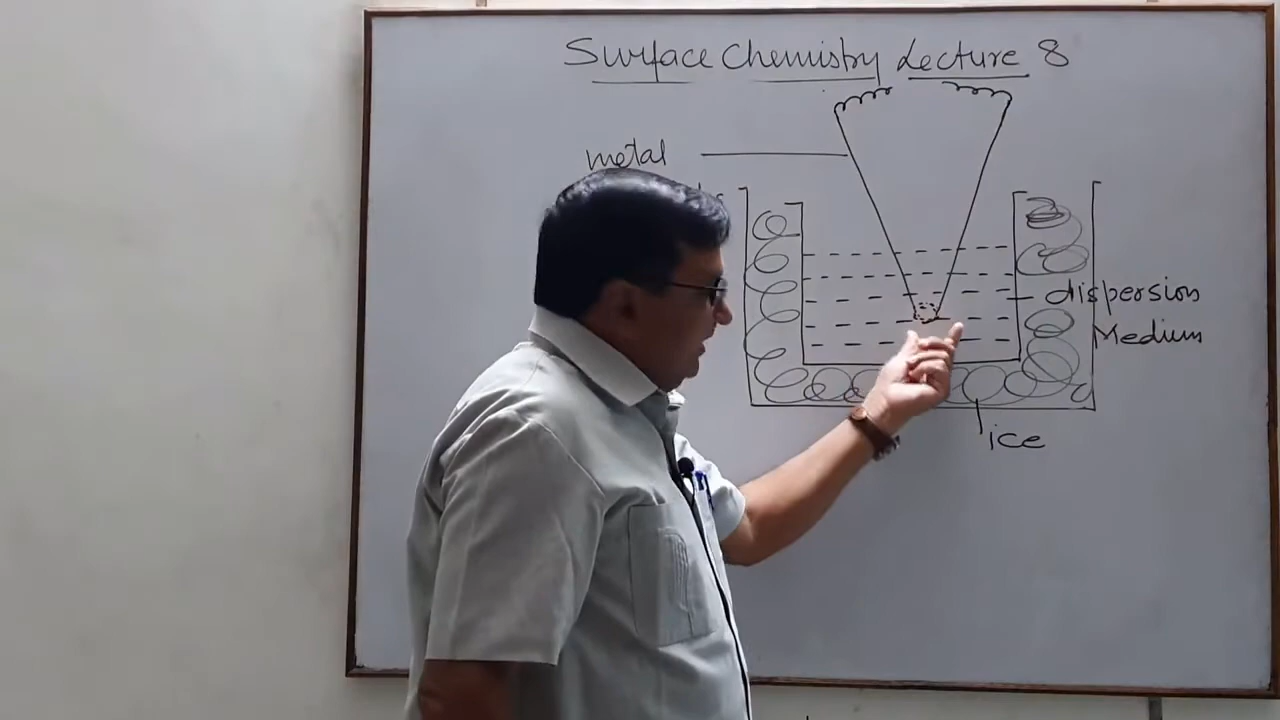 Surface Chemistry Lecture 8
metal
dispersion
Medium
ice